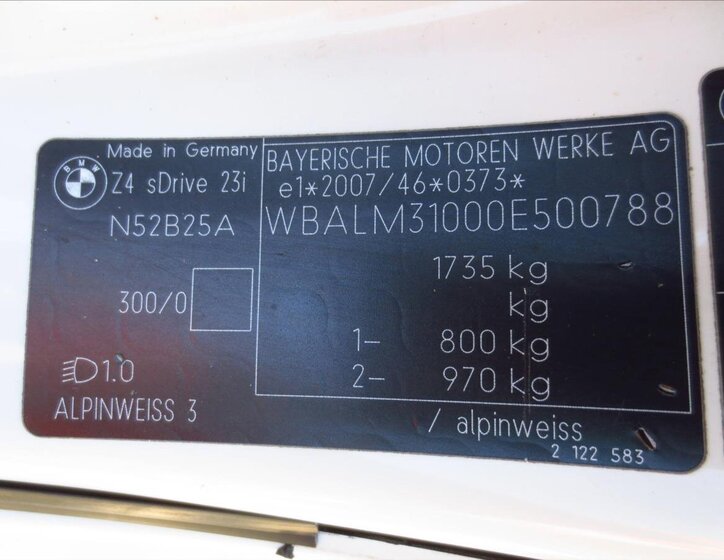 BMW
Made in Germany
Z4 sDrive 23i
N52B25A
300/0
1.0
ALPINWEISS 3
BAYERISCHE MOTOREN WERKE AG
e1*2007/46*0373*
WBALM31000E500788
1735 kg
kg
1- 800 kg
2- 970 kg
/ alpinweiss
2 122 583